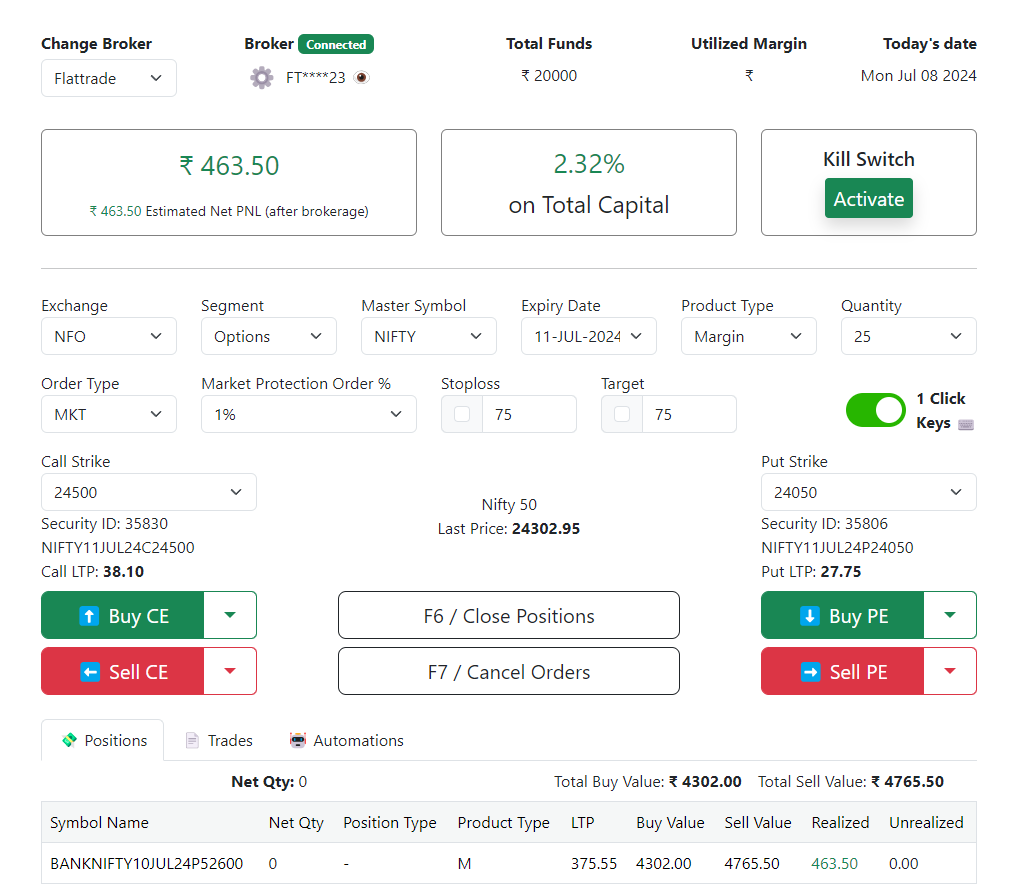 Change Broker Broker Connected Total Funds Utilized Margin Today's date
Flattrade FT****23 ₹ 20000 ₹ Mon Jul 08 2024
₹ 463.50
₹ 463.50 Estimated Net PNL (after brokerage)
2.32%
on Total Capital
Kill Switch
Activate
Exchange Segment Master Symbol Expiry Date Product Type Quantity
NFO Options NIFTY 11-JUL-2024 Margin 25
Order Type Market Protection Order % Stoploss Target
MKT 1% 75 75
1 Click
Keys
Call Strike
24500
Security ID: 35830
NIFTY11JUL24C24500
Call LTP: 38.10
Nifty 50
Last Price: 24302.95
Put Strike
24050
Security ID: 35806
NIFTY11JUL24P24050
Put LTP: 27.75
Buy CE F6 / Close Positions Buy PE
Sell CE F7 / Cancel Orders Sell PE
Positions Trades Automations
Net Qty: 0 Total Buy Value: ₹ 4302.00 Total Sell Value: ₹ 4765.50
Symbol Name Net Qty Position Type Product Type LTP Buy Value Sell Value Realized Unrealized
BANKNIFTY10JUL24P52600 0 - M 375.55 4302.00 4765.50 463.50 0.00